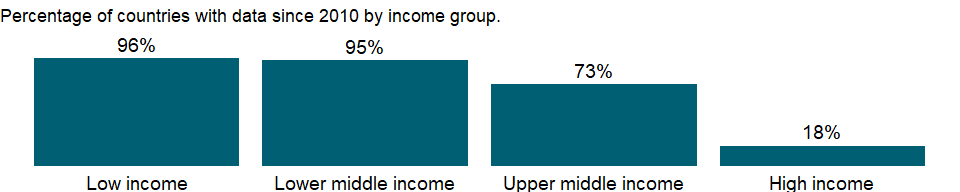 Percentage of countries with data since 2010 by income group.
96%
95%
73%
18%
Low income
Lower middle income
Upper middle income
High income